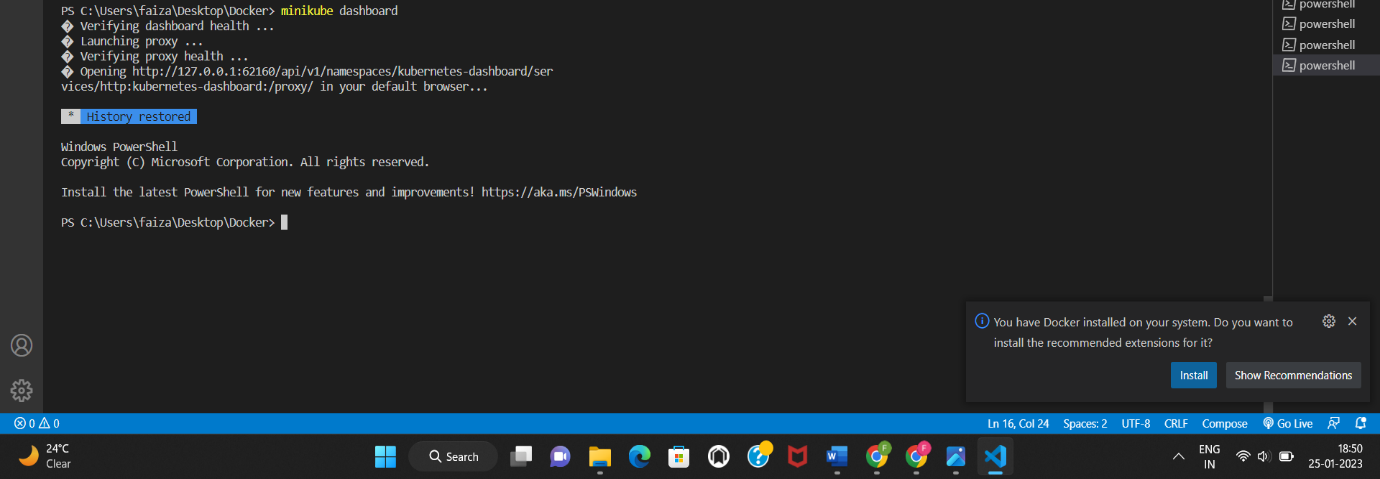 PS C:\Users\faiza\Desktop\Docker> minikube dashboard
� Verifying dashboard health ...
� Launching proxy ...
� Verifying proxy health ...
� Opening http://127.0.0.1:62160/api/v1/namespaces/kubernetes-dashboard/ser
vices/http:kubernetes-dashboard:/proxy/ in your default browser...
* History restored
Windows PowerShell
Copyright (C) Microsoft Corporation. All rights reserved.
Install the latest PowerShell for new features and improvements! https://aka.ms/PSWindows
PS C:\Users\faiza\Desktop\Docker>
powershell
powershell
powershell
powershell
You have Docker installed on your system. Do you want to
install the recommended extensions for it?
Install Show Recommendations
0 0 Ln 16, Col 24 Spaces: 2 UTF-8 CRLF Compose Go Live
24°C
Clear
Search
F F
ENG
IN
18:50
25-01-2023